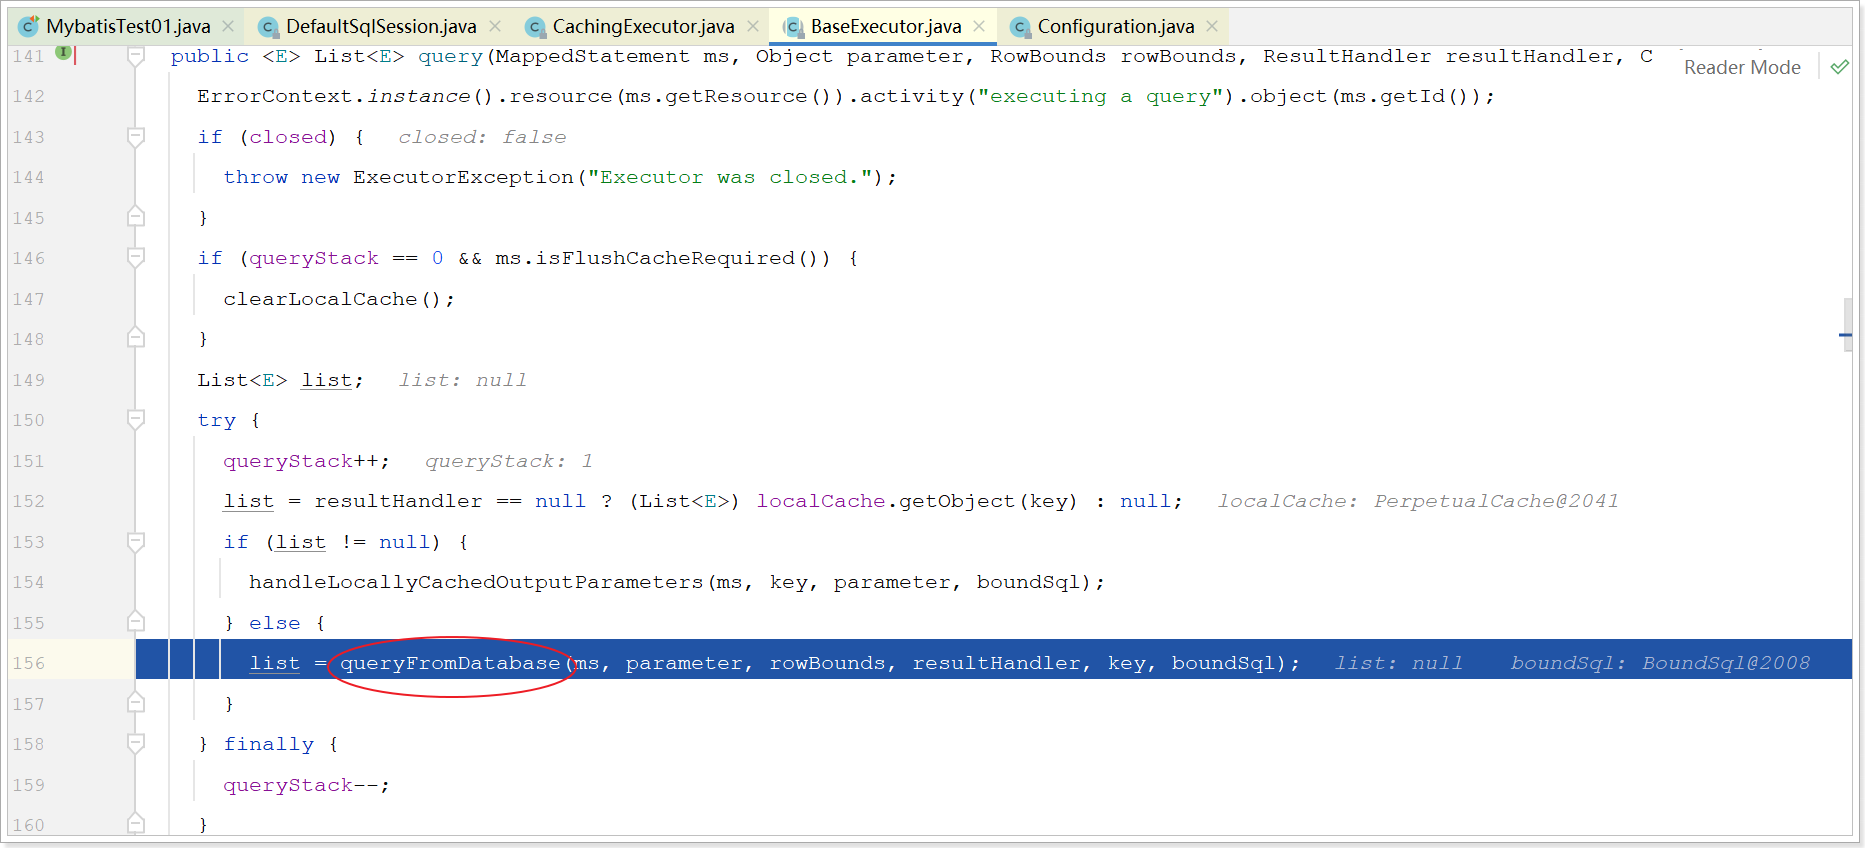 MybatisTest01.java DefaultSqlSession.java CachingExecutor.java BaseExecutor.java Configuration.java
141 public <E> List<E> query(MappedStatement ms, Object parameter, RowBounds rowBounds, ResultHandler resultHandler, C
Reader Mode
142 ErrorContext.instance().resource(ms.getResource()).activity("executing a query").object(ms.getId());
143 if (closed) { closed: false
144 throw new ExecutorException("Executor was closed.");
145 }
146 if (queryStack == 0 && ms.isFlushCacheRequired()) {
147 clearLocalCache();
148 }
149 List<E> list; list: null
150 try {
151 queryStack++; queryStack: 1
152 list = resultHandler == null ? (List<E>) localCache.getObject(key) : null; localCache: PerpetualCache@2041
153 if (list != null) {
154 handleLocallyCachedOutputParameters(ms, key, parameter, boundSql);
155 } else {
156 list = queryFromDatabase(ms, parameter, rowBounds, resultHandler, key, boundSql); list: null boundSql: BoundSql@2008
157 }
158 } finally {
159 queryStack--;
160 }